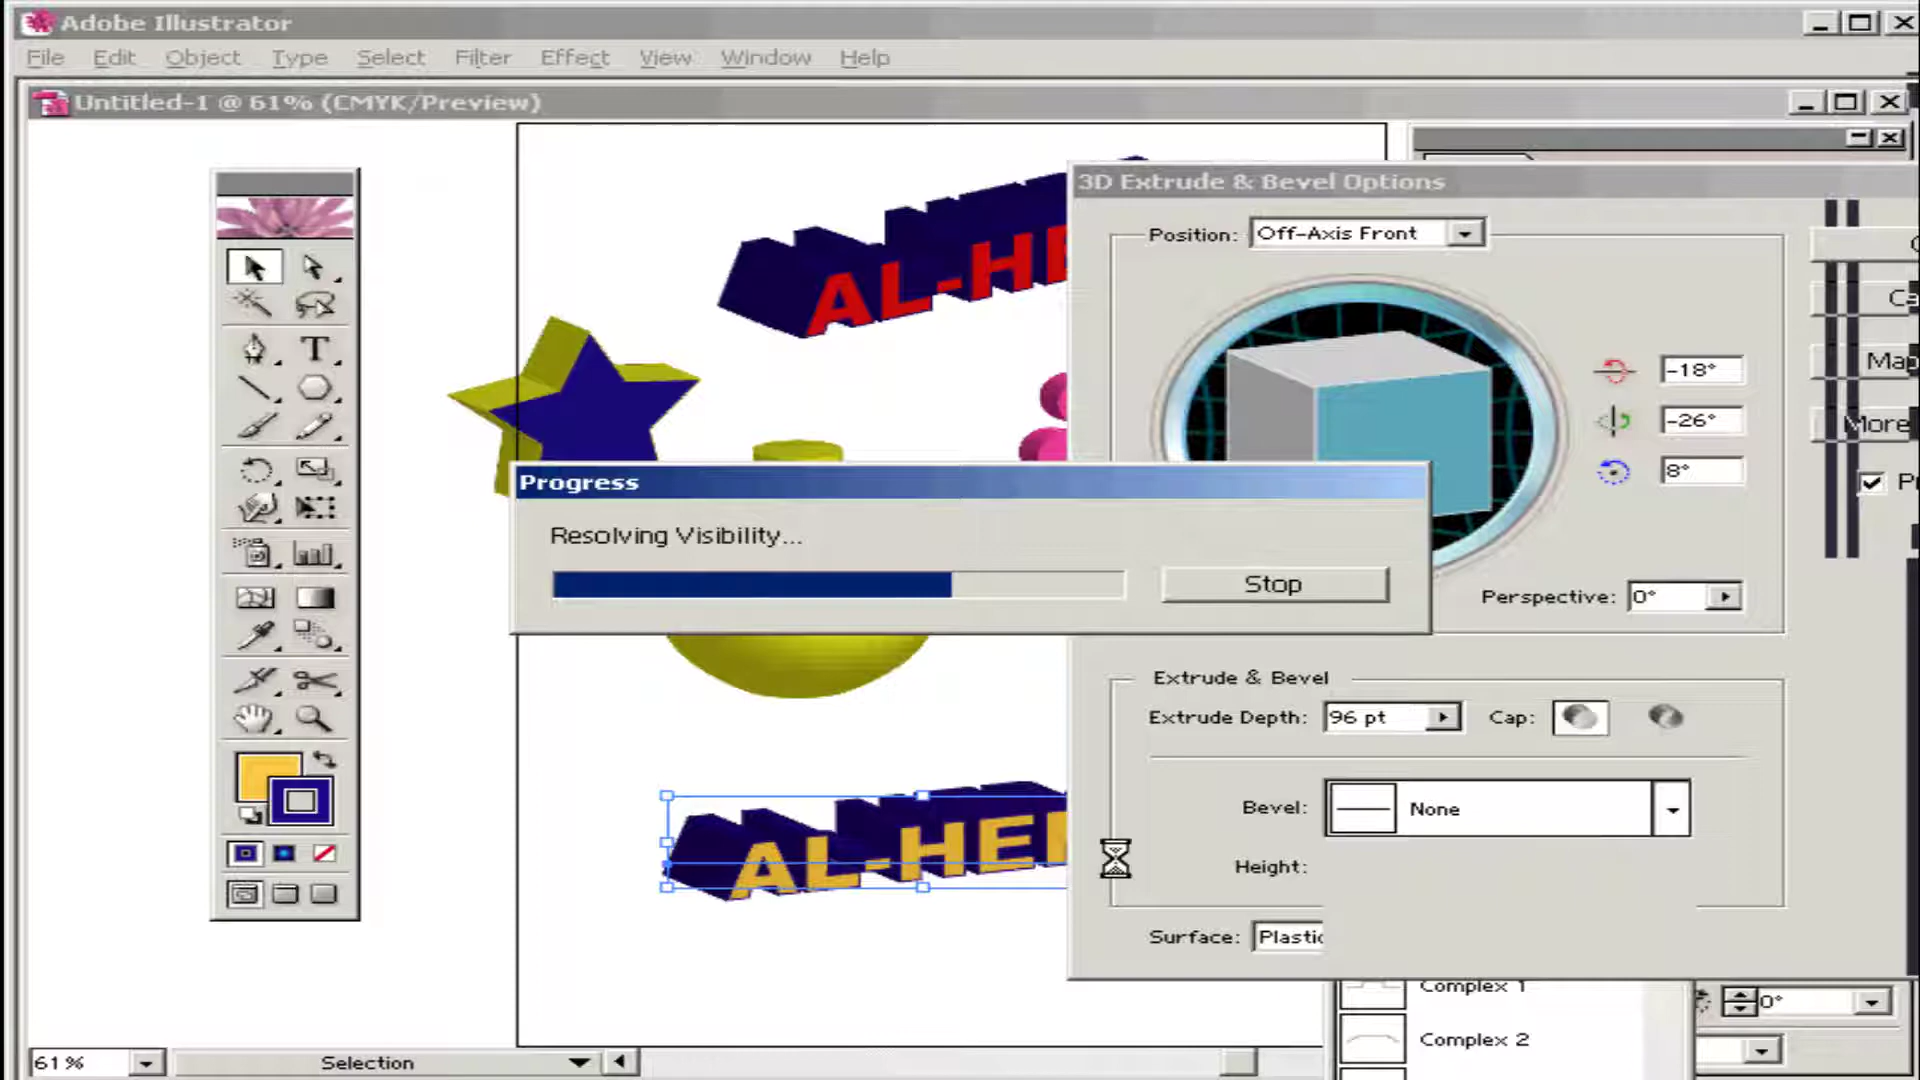 Adobe Illustrator
File Edit Object Type Select Filter Effect View Window Help
Untitled-1 @ 61% (CMYK/Preview)
3D Extrude & Bevel Options
Position: Off-Axis Front
AL-HE
-18°
Map
-26°
More
8°
Progress
Resolving Visibility...
Stop
Perspective: 0°
Extrude & Bevel
Extrude Depth: 96 pt Cap:
Bevel: None
AL-HE
Height:
Surface: Plastic
Complex 1
0°
Complex 2
61% Selection